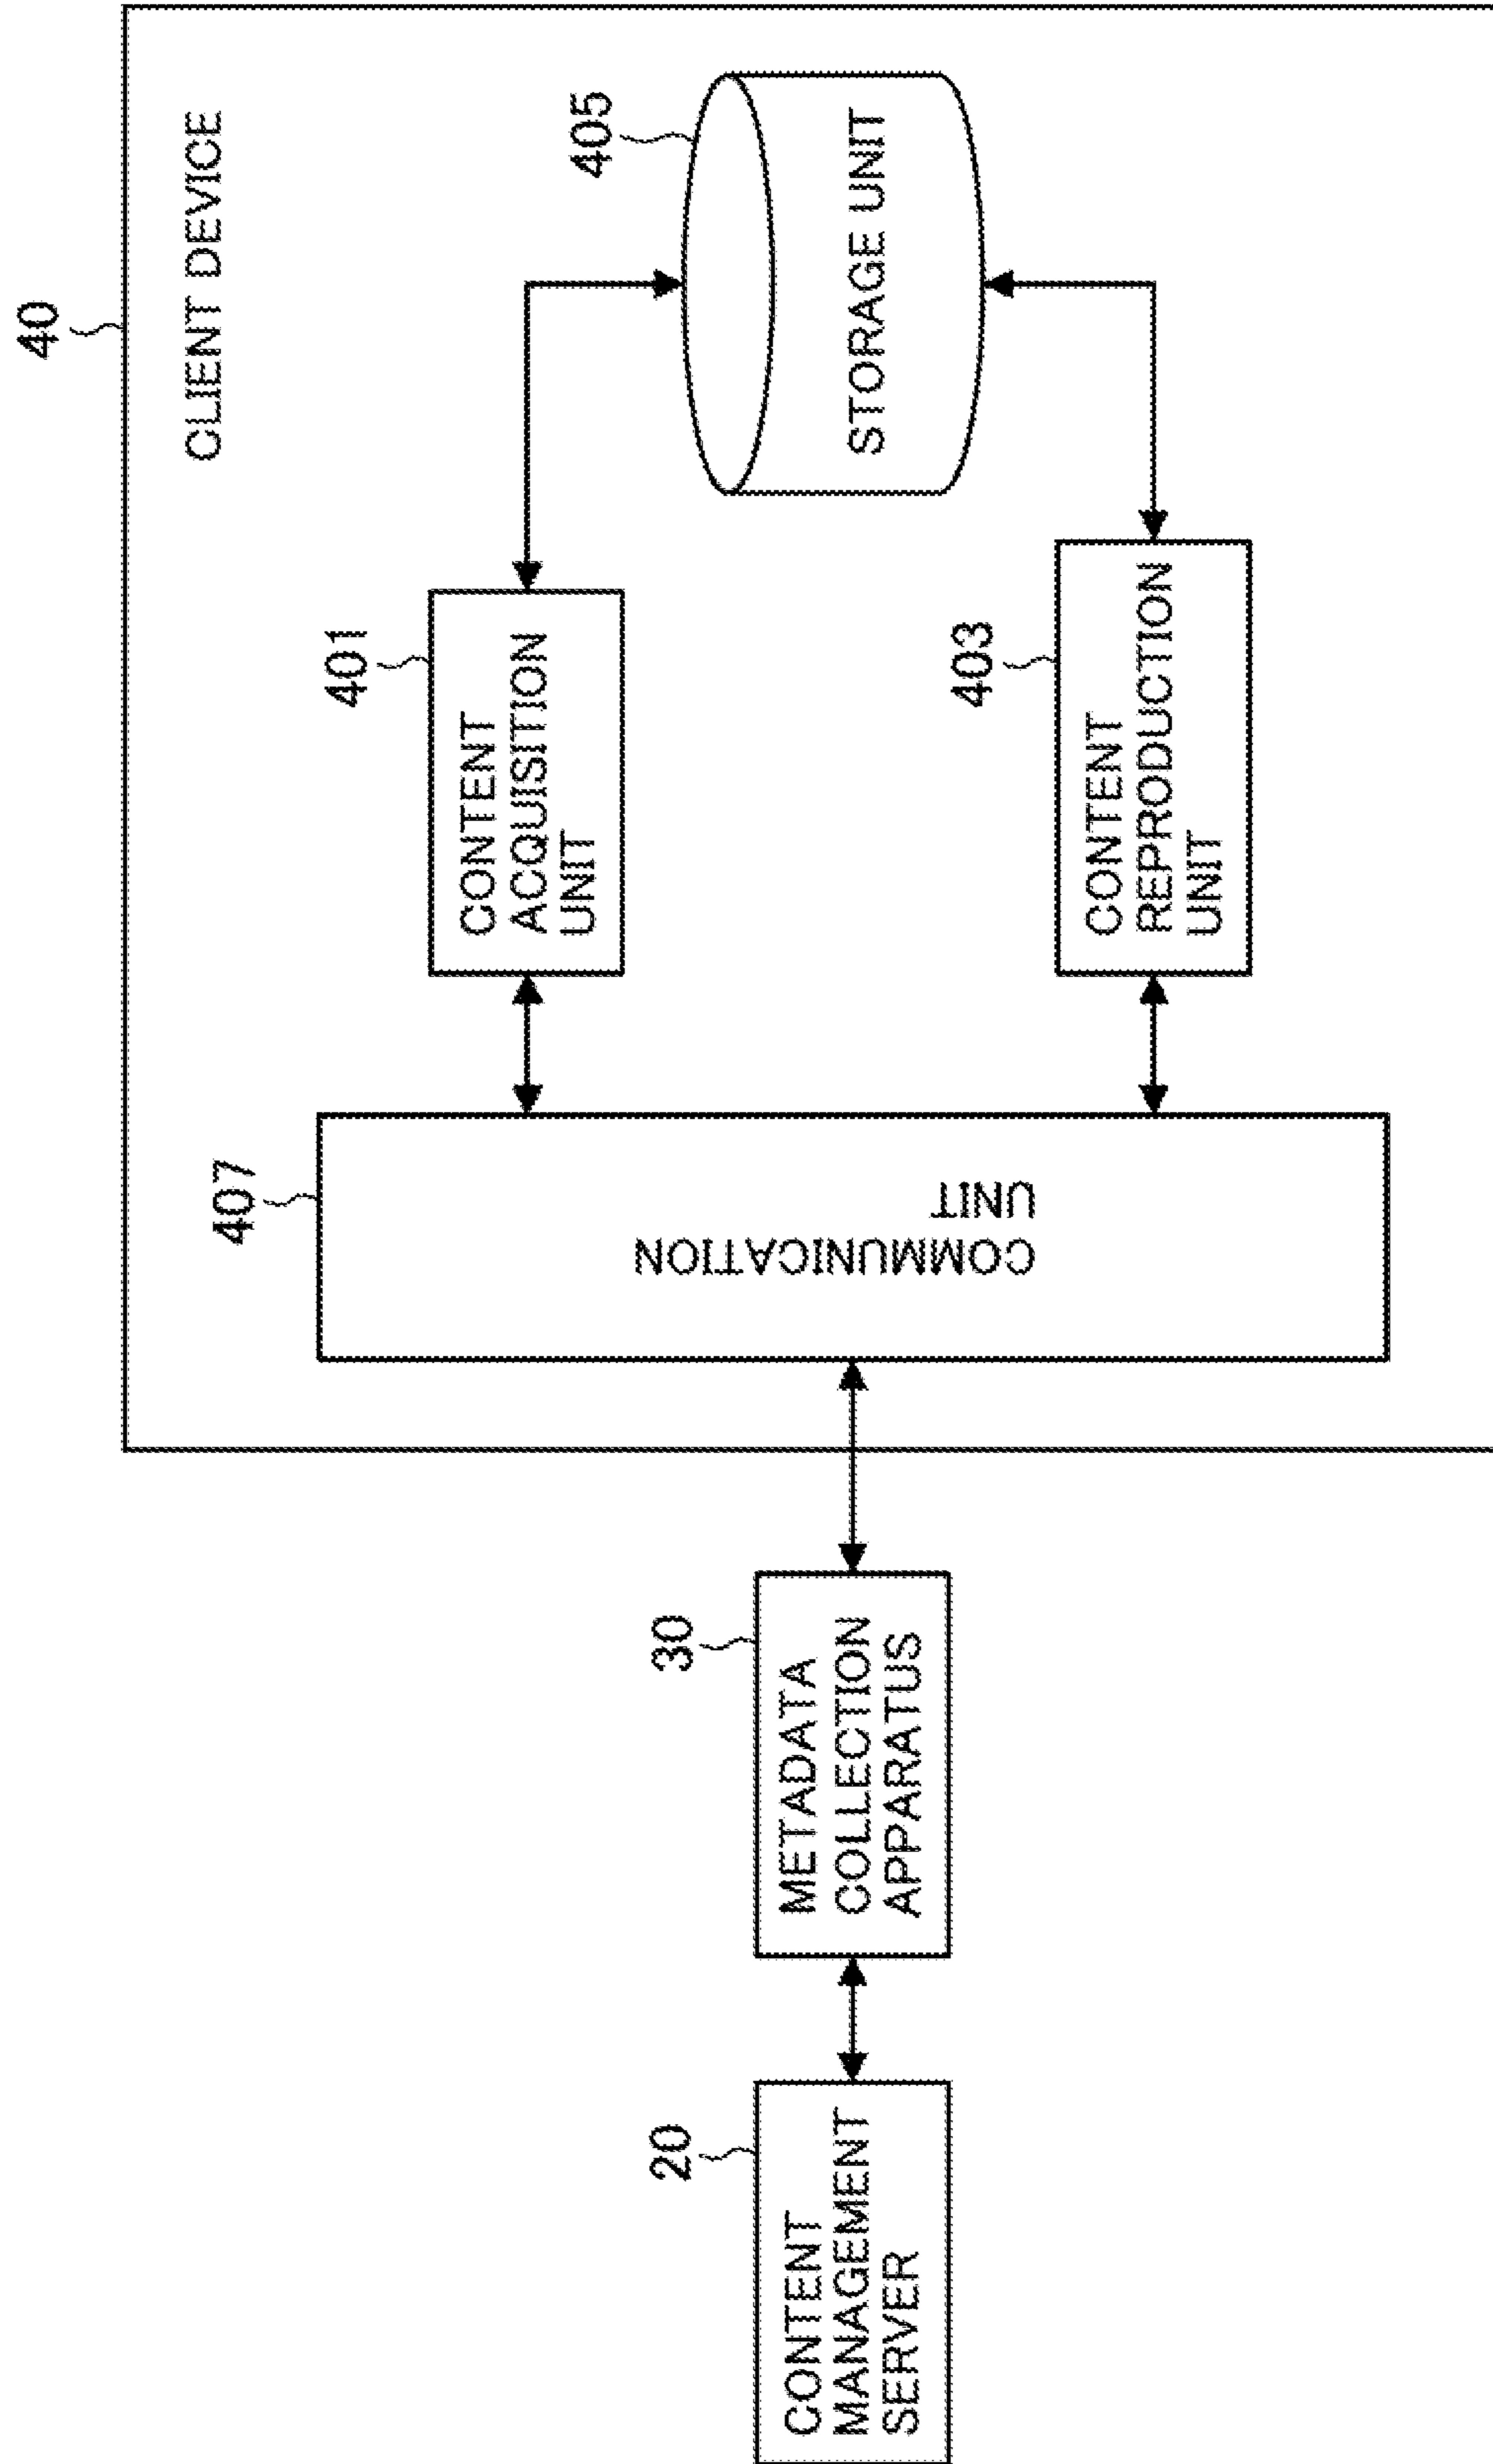 40
CLIENT DEVICE
401
CONTENT
ACQUISITION
UNIT
405
STORAGE UNIT
403
CONTENT
REPRODUCTION
UNIT
407
COMMUNICATION
UNIT
30
METADATA
COLLECTION
APPARATUS
20
CONTENT
MANAGEMENT
SERVER